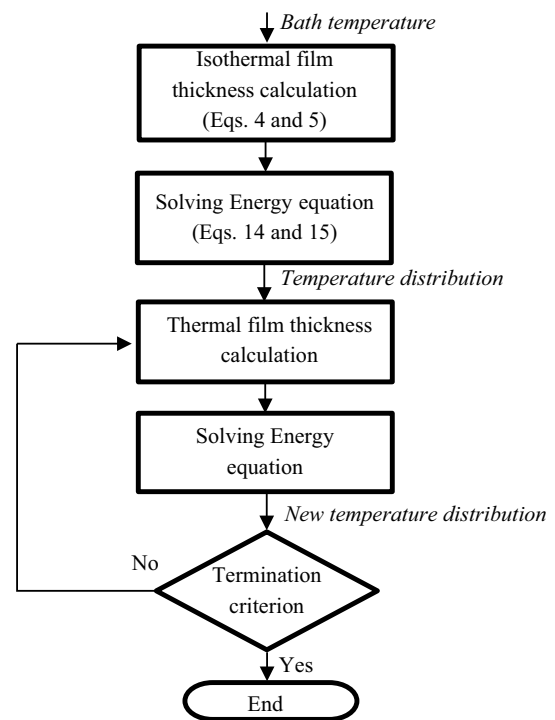 Bath temperature
Isothermal film
thickness calculation
(Eqs. 4 and 5)
Solving Energy equation
(Eqs. 14 and 15)
Temperature distribution
Thermal film thickness
calculation
Solving Energy
equation
New temperature distribution
No
Termination
criterion
Yes
End